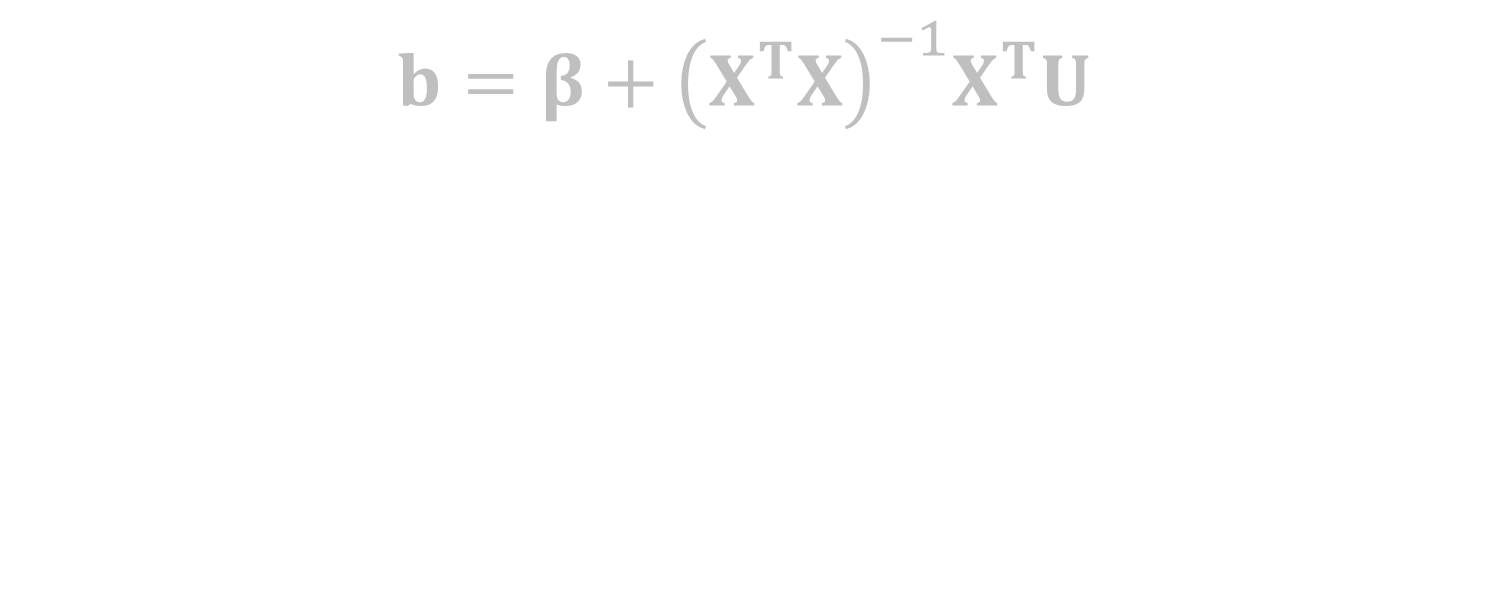 𝐛 = 𝛃 + (𝐗ᵀ𝐗)⁻¹𝐗ᵀ𝐔